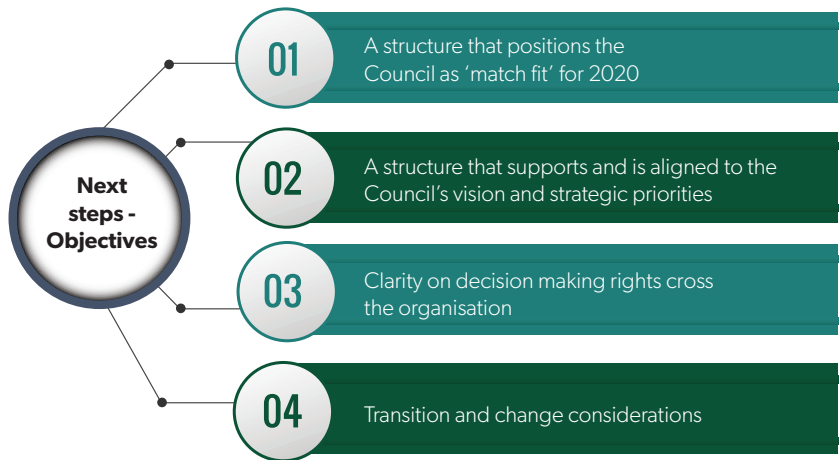 Next
steps -
Objectives
01
A structure that positions the
Council as ‘match fit’ for 2020
02
A structure that supports and is aligned to the
Council’s vision and strategic priorities
03
Clarity on decision making rights cross
the organisation
04
Transition and change considerations